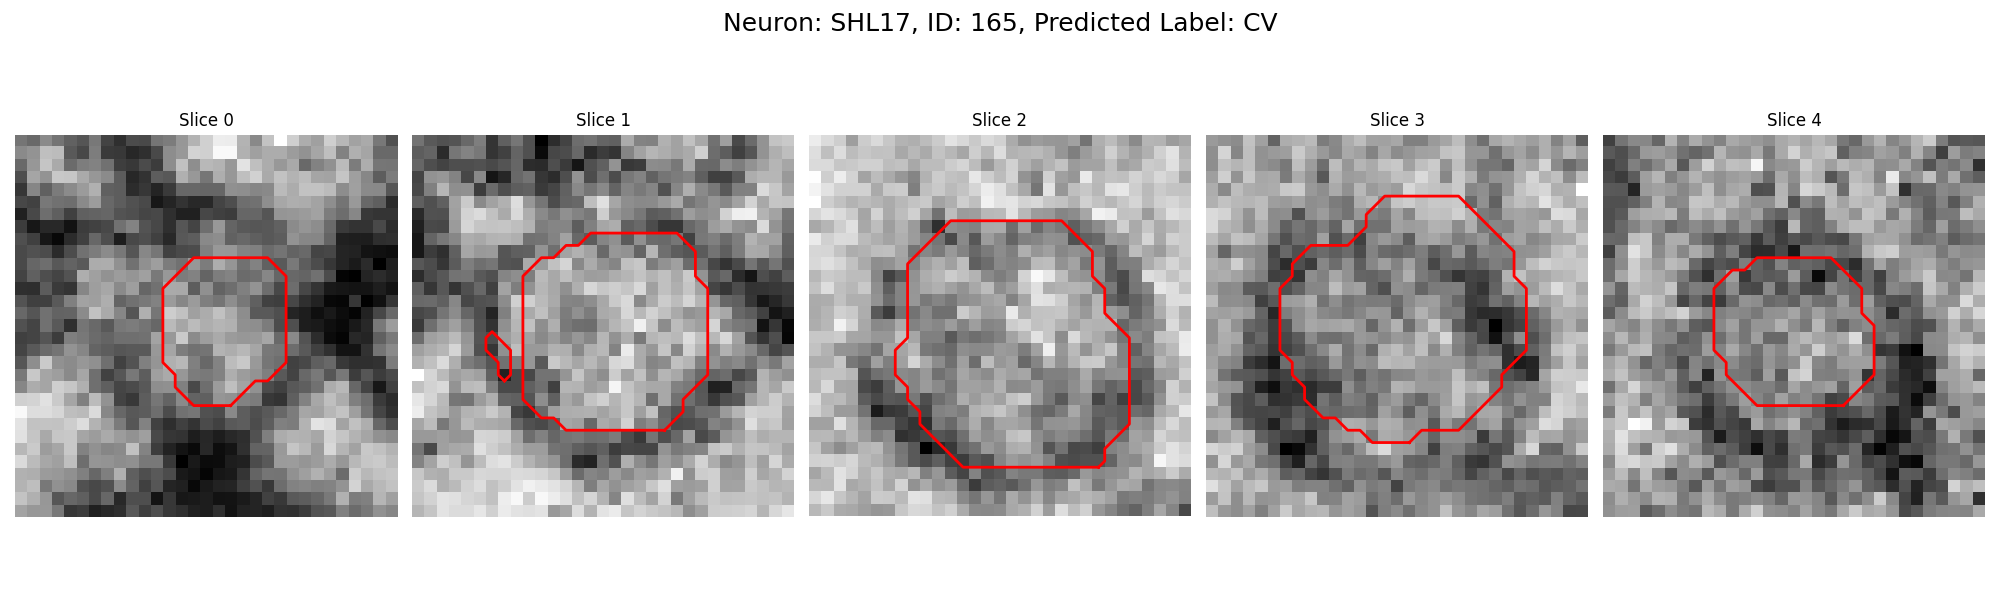 Neuron: SHL17, ID: 165, Predicted Label: CV
Slice 0
Slice 1
Slice 2
Slice 3
Slice 4